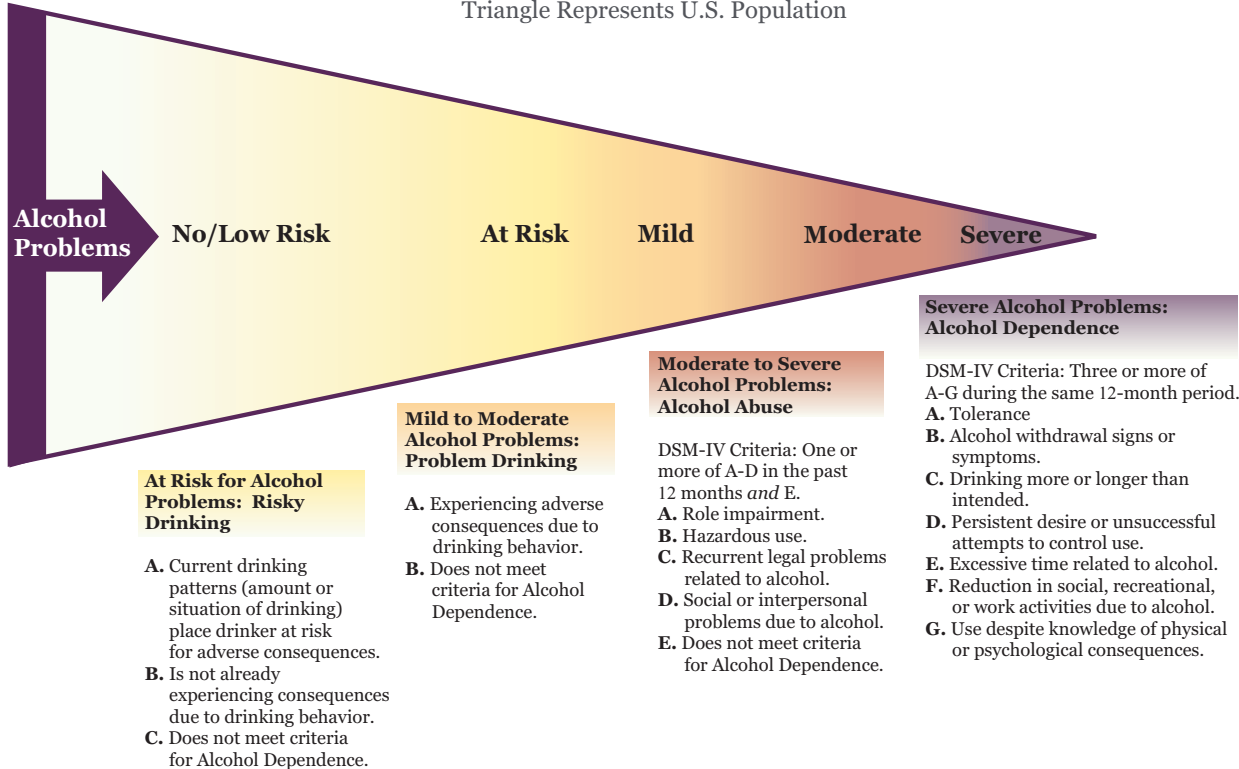 Triangle Represents U.S. Population
Alcohol
Problems
No/Low Risk
At Risk
Mild
Moderate
Severe
At Risk for Alcohol
Problems: Risky
Drinking
A. Current drinking
patterns (amount or
situation of drinking)
place drinker at risk
for adverse consequences.
B. Is not already
experiencing consequences
due to drinking behavior.
C. Does not meet criteria
for Alcohol Dependence.
Mild to Moderate
Alcohol Problems:
Problem Drinking
A. Experiencing adverse
consequences due to
drinking behavior.
B. Does not meet
criteria for Alcohol
Dependence.
Moderate to Severe
Alcohol Problems:
Alcohol Abuse
DSM-IV Criteria: One or
more of A-D in the past
12 months and E.
A. Role impairment.
B. Hazardous use.
C. Recurrent legal problems
related to alcohol.
D. Social or interpersonal
problems due to alcohol.
E. Does not meet criteria
for Alcohol Dependence.
Severe Alcohol Problems:
Alcohol Dependence
DSM-IV Criteria: Three or more of
A-G during the same 12-month period.
A. Tolerance
B. Alcohol withdrawal signs or
symptoms.
C. Drinking more or longer than
intended.
D. Persistent desire or unsuccessful
attempts to control use.
E. Excessive time related to alcohol.
F. Reduction in social, recreational,
or work activities due to alcohol.
G. Use despite knowledge of physical
or psychological consequences.